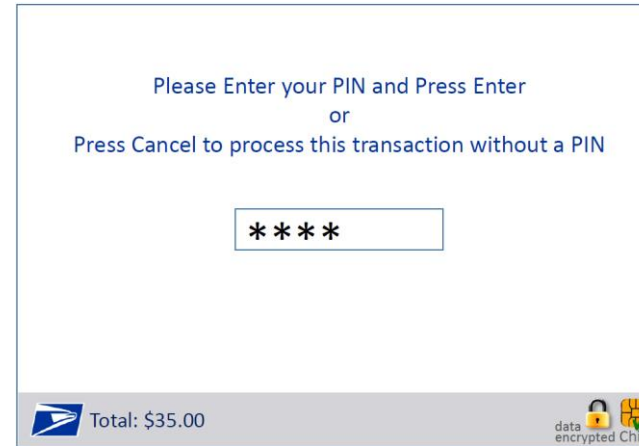 Please Enter your PIN and Press Enter
or
Press Cancel to process this transaction without a PIN
****
Total: $35.00
data
encrypted